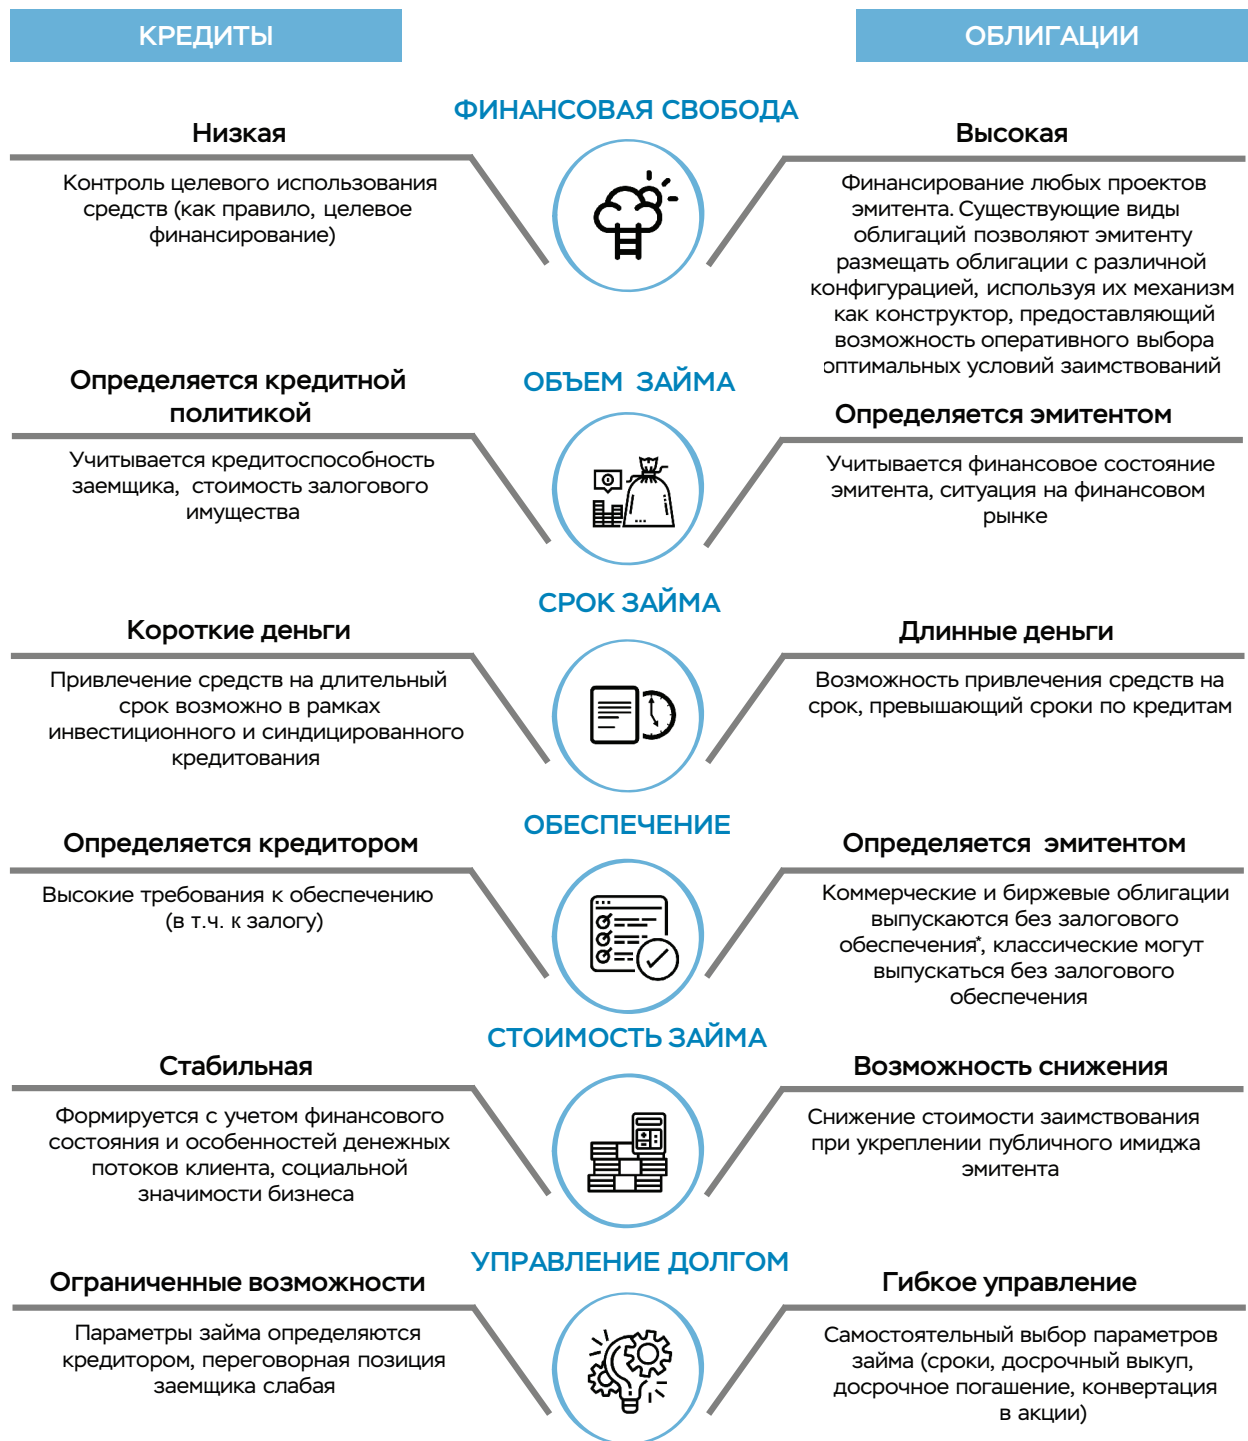 КРЕДИТЫ
ОБЛИГАЦИИ
ФИНАНСОВАЯ СВОБОДА
Низкая
Контроль целевого использования
средств (как правило, целевое
финансирование)
Высокая
Финансирование любых проектов
эмитента. Существующие виды
облигаций позволяют эмитенту
размещать облигации с различной
конфигурацией, используя их механизм
как конструктор, предоставляющий
возможность оперативного выбора
оптимальных условий заимствований
ОБЪЕМ ЗАЙМА
Определяется кредитной
политикой
Учитывается кредитоспособность
заемщика, стоимость залогового
имущества
Определяется эмитентом
Учитывается финансовое состояние
эмитента, ситуация на финансовом
рынке
СРОК ЗАЙМА
Короткие деньги
Привлечение средств на длительный
срок возможно в рамках
инвестиционного и синдицированного
кредитования
Длинные деньги
Возможность привлечения средств на
срок, превышающий сроки по кредитам
ОБЕСПЕЧЕНИЕ
Определяется кредитором
Высокие требования к обеспечению
(в т.ч. к залогу)
Определяется эмитентом
Коммерческие и биржевые облигации
выпускаются без залогового
обеспечения*, классические могут
выпускаться без залогового
обеспечения
СТОИМОСТЬ ЗАЙМА
Стабильная
Формируется с учетом финансового
состояния и особенностей денежных
потоков клиента, социальной
значимости бизнеса
Возможность снижения
Снижение стоимости заимствования
при укреплении публичного имиджа
эмитента
УПРАВЛЕНИЕ ДОЛГОМ
Ограниченные возможности
Параметры займа определяются
кредитором, переговорная позиция
заемщика слабая
Гибкое управление
Самостоятельный выбор параметров
займа (сроки, досрочный выкуп,
досрочное погашение, конвертация
в акции)